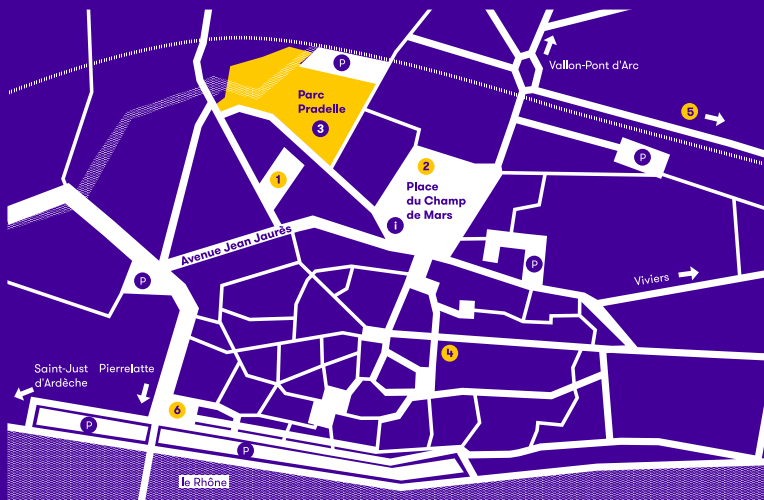 P
Vallon-Pont d'Arc
Parc
Pradelle
3
5
P
2
1
Place
du Champ
de Mars
i
Avenue Jean Jaurès
P
P
Viviers
4
Saint-Just
d'Ardèche
Pierrelatte
6
P
P
le Rhône